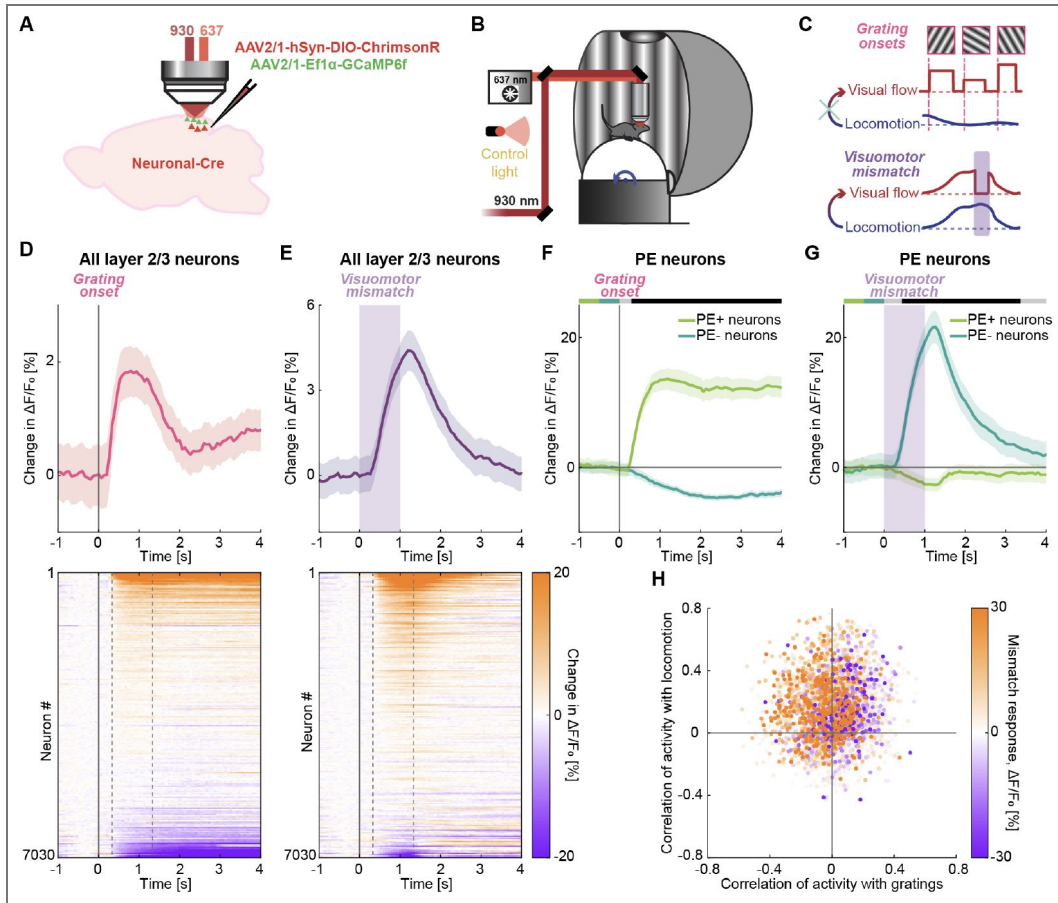 A
930 637
AAV2/1-hSyn-DIO-ChrimsonR
AAV2/1-Ef1α-GCaMP6f
Neuronal-Cre
B
637 nm
Control
light
930 nm
C
Grating
onsets
Visual flow
Locomotion
Visuomotor
mismatch
Visual flow
Locomotion
D
All layer 2/3 neurons
Grating
onset
Change in ΔF/F₀ [%]
2
1
0
-1 0 1 2 3 4
Time [s]
E
All layer 2/3 neurons
Visuomotor
mismatch
Change in ΔF/F₀ [%]
6
3
0
-1 0 1 2 3 4
Time [s]
F
PE neurons
Grating
onset
PE+ neurons
PE- neurons
Change in ΔF/F₀ [%]
20
10
0
-1 0 1 2 3 4
Time [s]
G
PE neurons
Visuomotor
mismatch
PE+ neurons
PE- neurons
Change in ΔF/F₀ [%]
20
10
0
-1 0 1 2 3 4
Time [s]
1
Neuron #
7030
-1 0 1 2 3 4
Time [s]
1
Neuron #
7030
-1 0 1 2 3 4
Time [s]
20
0
-20
Change in ΔF/F₀
[%]
H
Correlation of activity with locomotion
0.8
0.4
0
-0.4
-0.8
-0.8 -0.4 0 0.4 0.8
Correlation of activity with gratings
30
0
-30
Mismatch response, ΔF/F₀
[%]